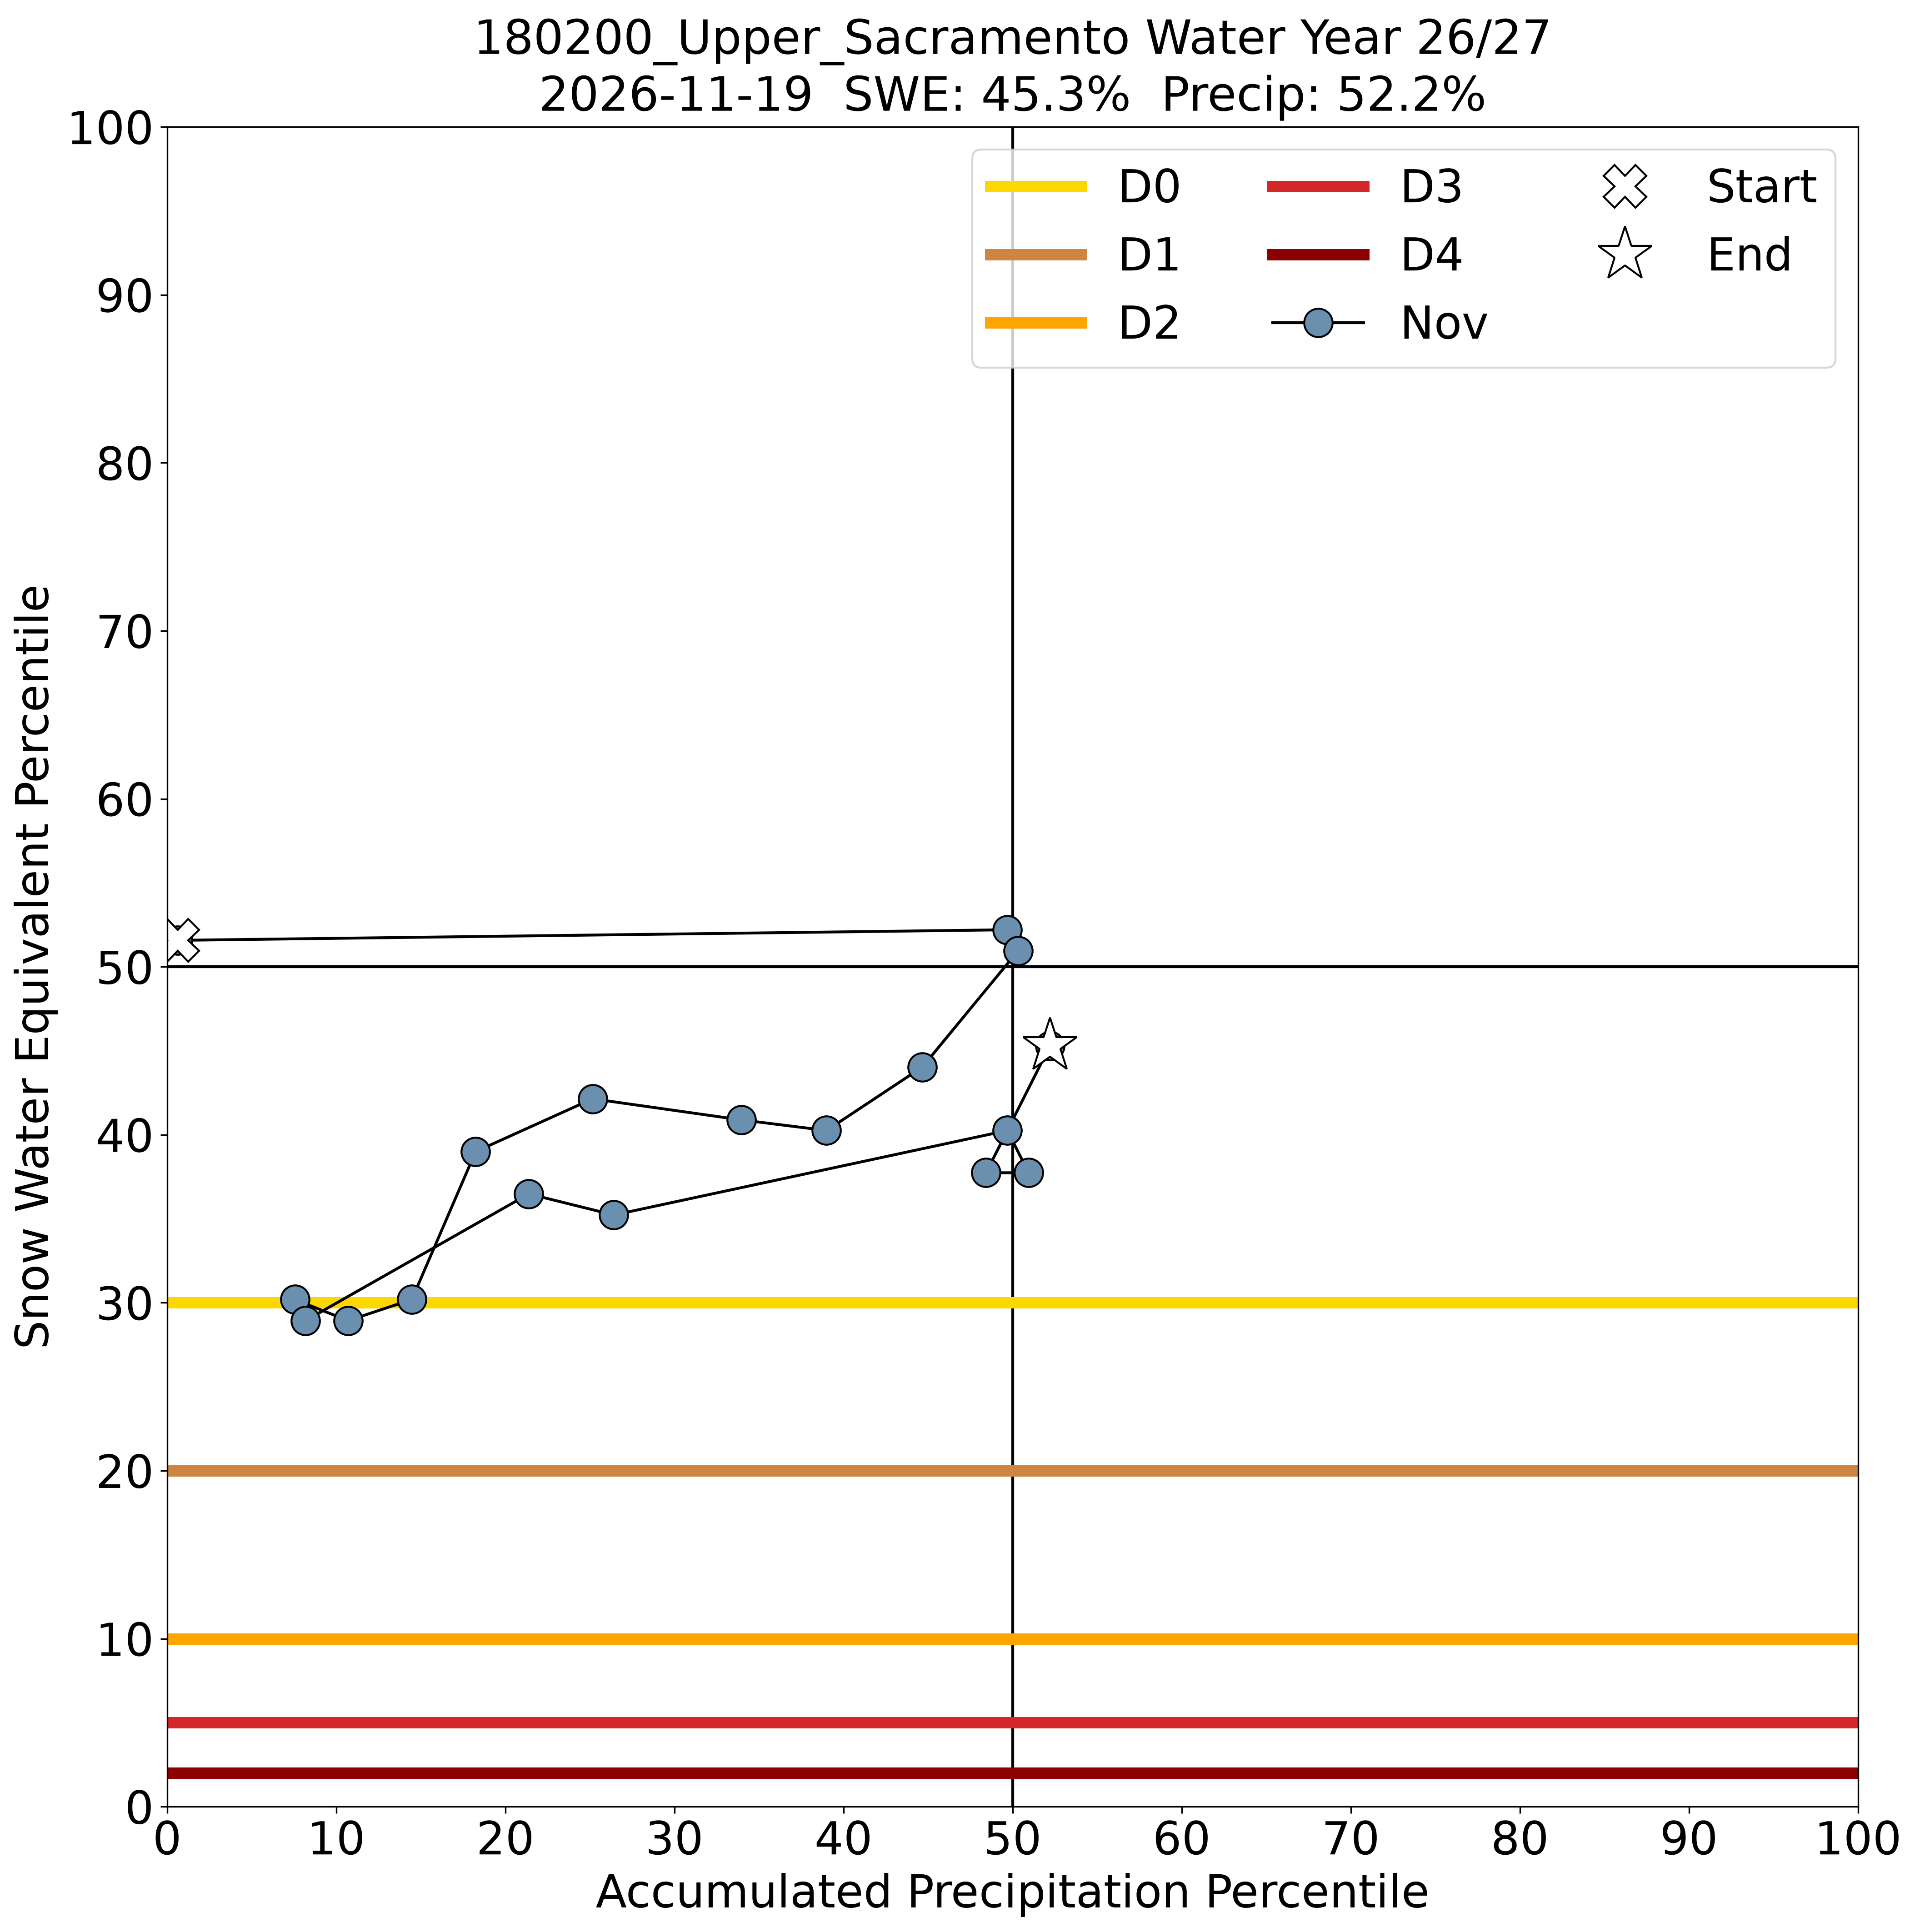 180200_Upper_Sacramento Water Year 26/27
2026-11-19  SWE: 45.3%  Precip: 52.2%
D0
D1
D2
D3
D4
Nov
Start
End
Snow Water Equivalent Percentile
100
90
80
70
60
50
40
30
20
10
0
0 10 20 30 40 50 60 70 80 90 100
Accumulated Precipitation Percentile